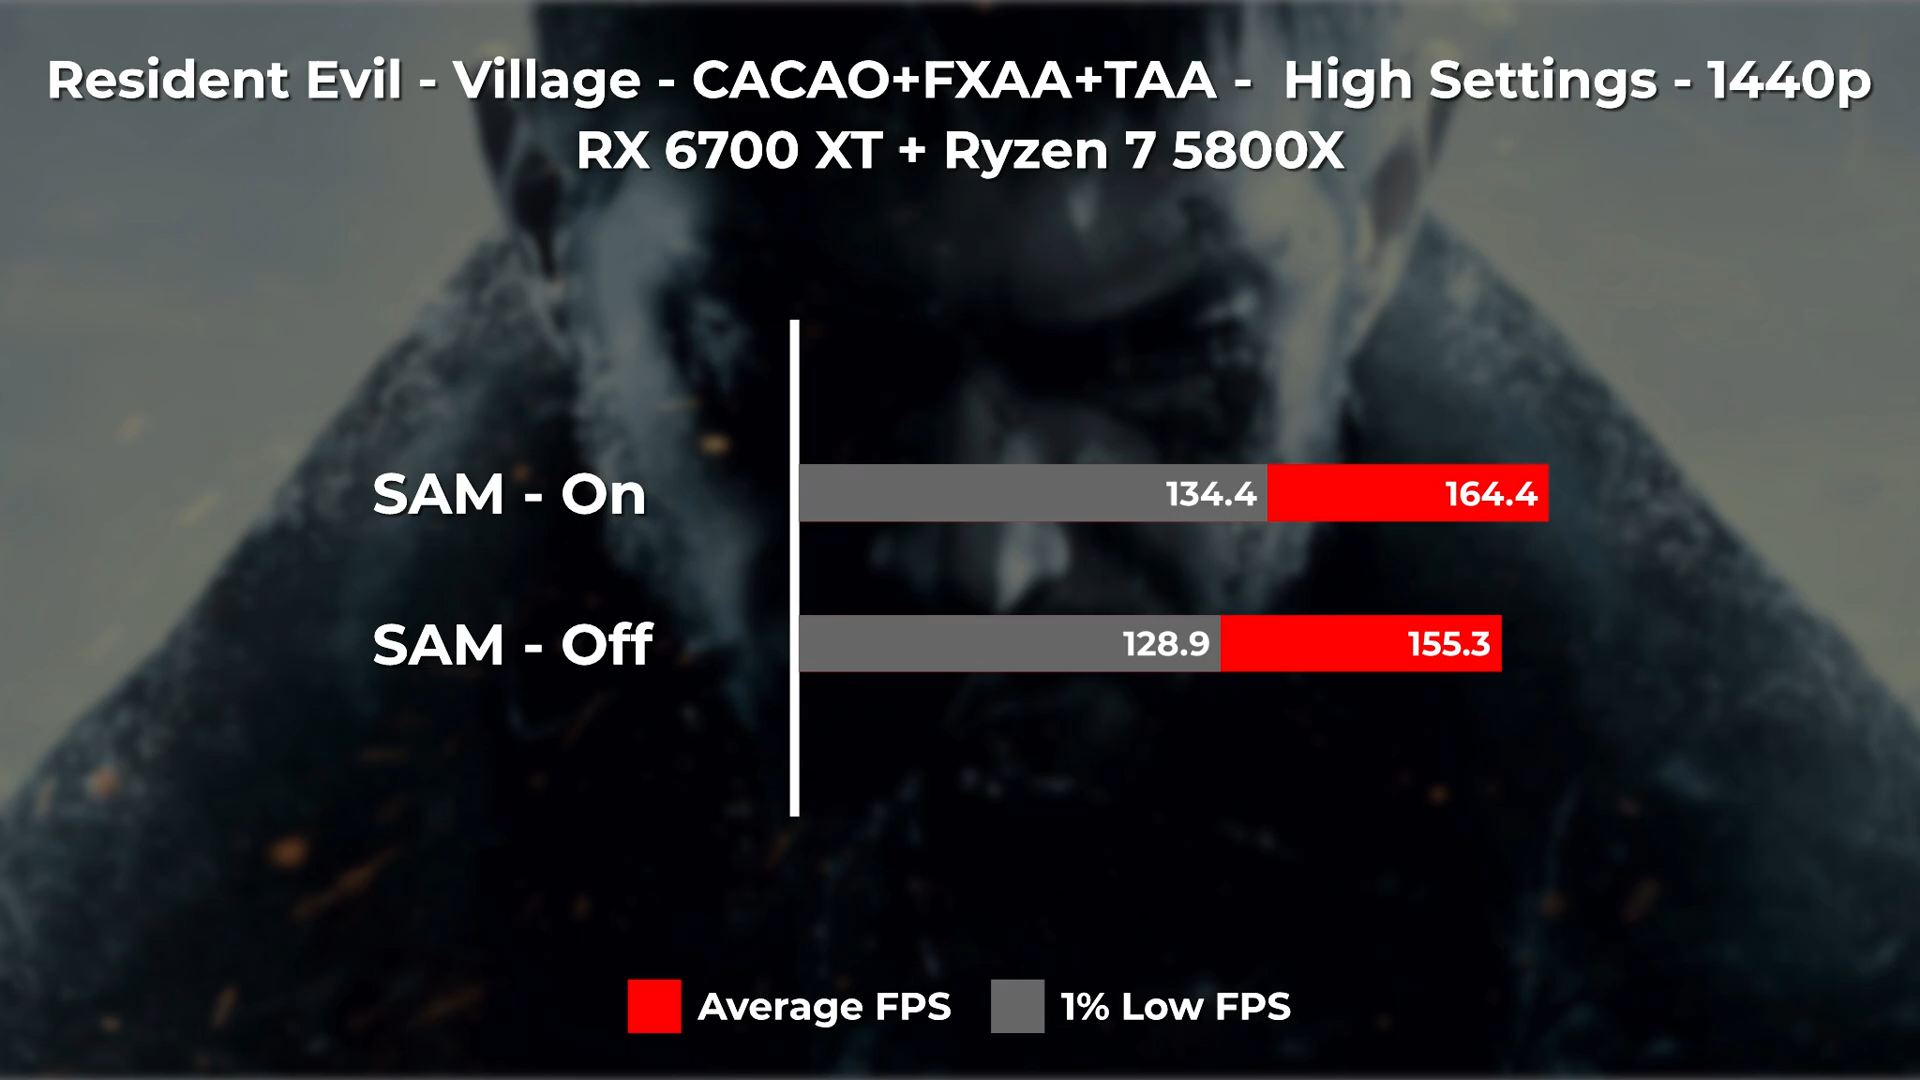 Resident Evil - Village - CACAO+FXAA+TAA - High Settings - 1440p
RX 6700 XT + Ryzen 7 5800X
SAM - On
134.4
164.4
SAM - Off
128.9
155.3
Average FPS
1% Low FPS